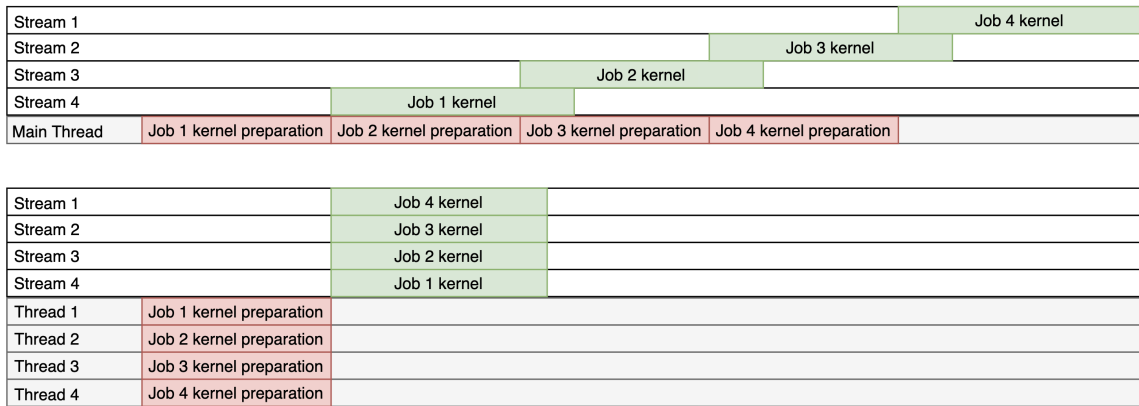 Stream 1 Job 4 kernel
Stream 2 Job 3 kernel
Stream 3 Job 2 kernel
Stream 4 Job 1 kernel
Main Thread Job 1 kernel preparation Job 2 kernel preparation Job 3 kernel preparation Job 4 kernel preparation
Stream 1 Job 4 kernel
Stream 2 Job 3 kernel
Stream 3 Job 2 kernel
Stream 4 Job 1 kernel
Thread 1 Job 1 kernel preparation
Thread 2 Job 2 kernel preparation
Thread 3 Job 3 kernel preparation
Thread 4 Job 4 kernel preparation